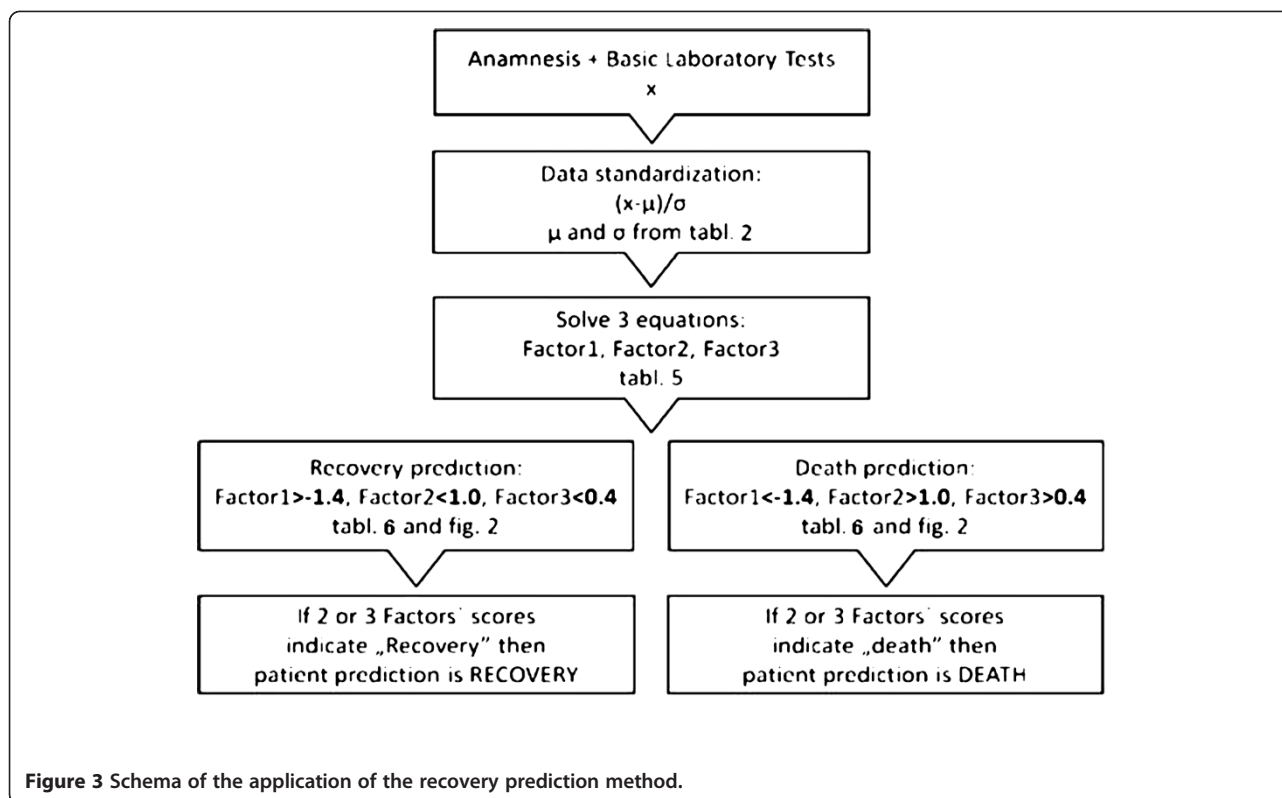 Anamnesis + Basic Laboratory Tests
x
Data standardization:
(x-μ)/σ
μ and σ from tabl. 2
Solve 3 equations:
Factor1, Factor2, Factor3
tabl. 5
Recovery prediction:
Factor1>-1.4, Factor2<1.0, Factor3<0.4
tabl. 6 and fig. 2
Death prediction:
Factor1<-1.4, Factor2>1.0, Factor3>0.4
tabl. 6 and fig. 2
If 2 or 3 Factors' scores
indicate „Recovery” then
patient prediction is RECOVERY
If 2 or 3 Factors' scores
indicate „death” then
patient prediction is DEATH
Figure 3 Schema of the application of the recovery prediction method.